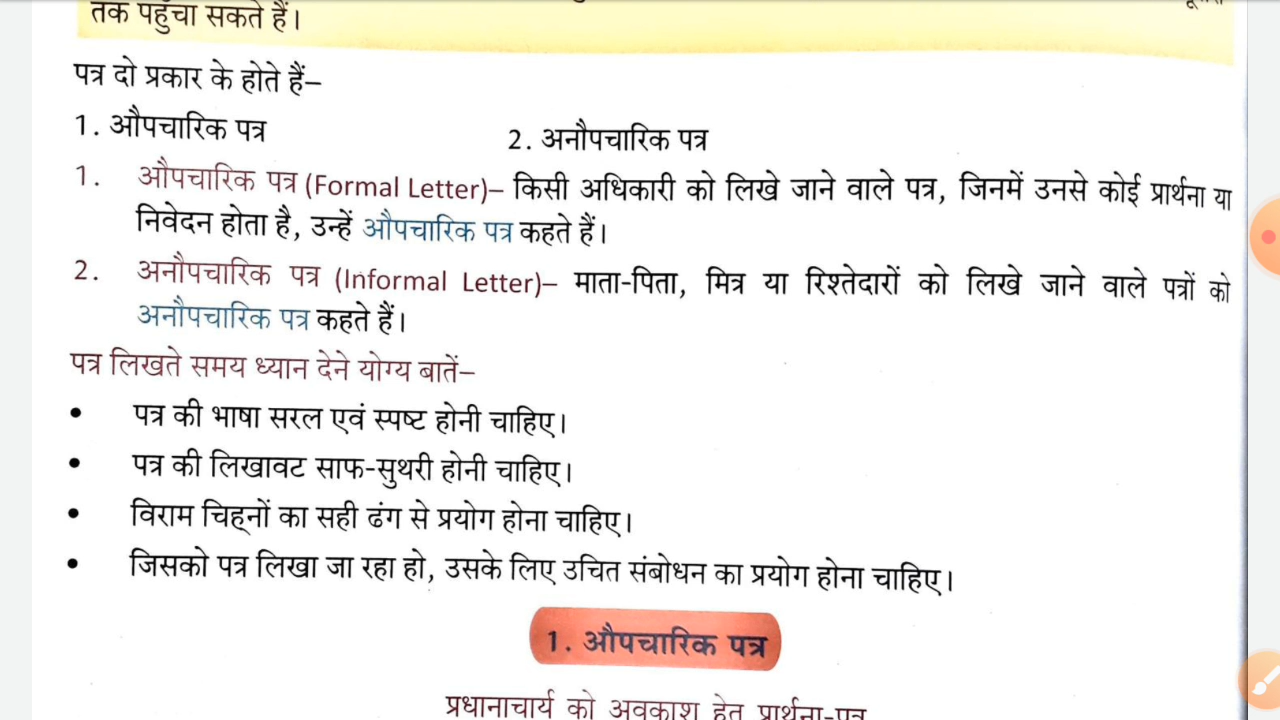 तक पहुँचा सकते हैं।
पत्र दो प्रकार के होते हैं–
1. औपचारिक पत्र 2. अनौपचारिक पत्र
1. औपचारिक पत्र (Formal Letter)– किसी अधिकारी को लिखे जाने वाले पत्र, जिनमें उनसे कोई प्रार्थना या
निवेदन होता है, उन्हें औपचारिक पत्र कहते हैं।
2. अनौपचारिक पत्र (Informal Letter)– माता-पिता, मित्र या रिश्तेदारों को लिखे जाने वाले पत्रों को
अनौपचारिक पत्र कहते हैं।
पत्र लिखते समय ध्यान देने योग्य बातें–
• पत्र की भाषा सरल एवं स्पष्ट होनी चाहिए।
• पत्र की लिखावट साफ-सुथरी होनी चाहिए।
• विराम चिह्नों का सही ढंग से प्रयोग होना चाहिए।
• जिसको पत्र लिखा जा रहा हो, उसके लिए उचित संबोधन का प्रयोग होना चाहिए।
1. औपचारिक पत्र
प्रधानाचार्य को अवकाश हेतु प्रार्थना-पत्र